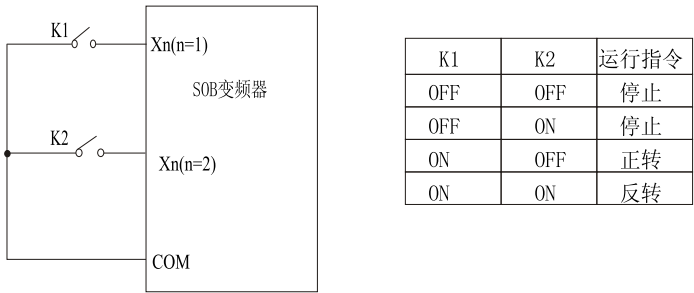 K1
Xn(n=1)
SOB变频器
K2
Xn(n=2)
COM
K1 K2 运行指令
OFF OFF 停止
OFF ON 停止
ON OFF 正转
ON ON 反转